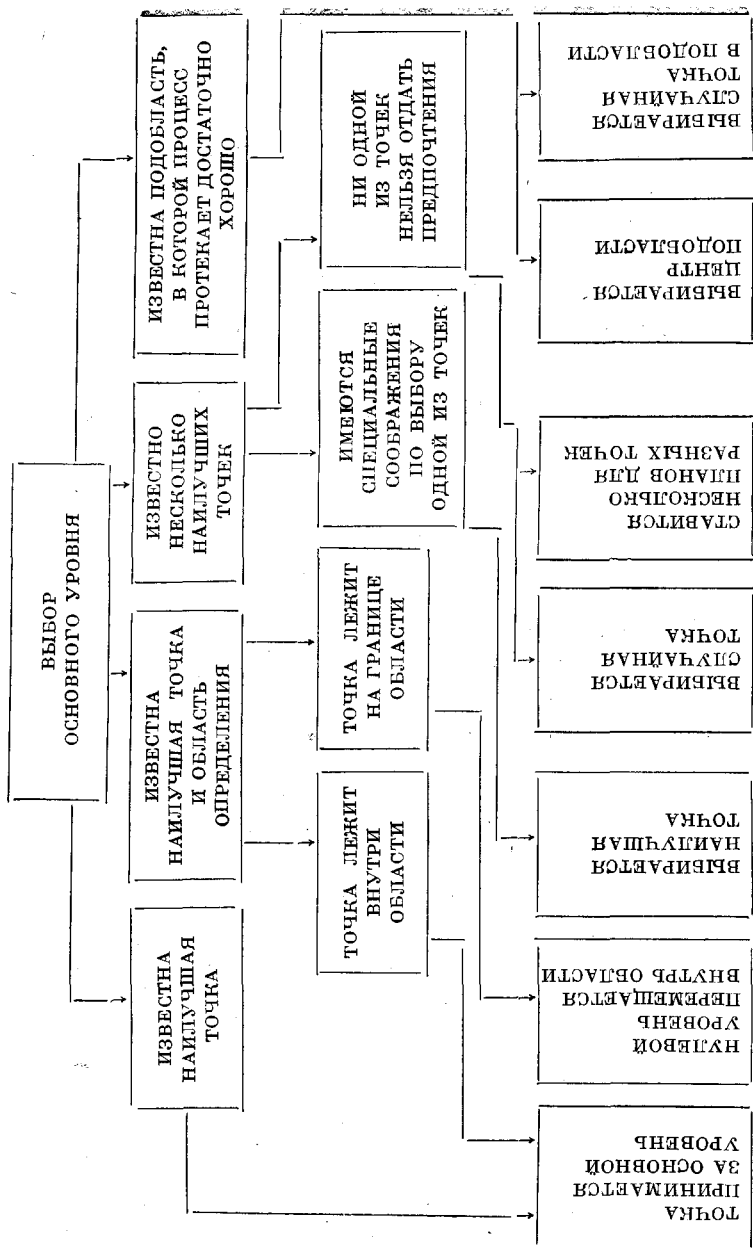 ВЫБОР
ОСНОВНОГО УРОВНЯ
ИЗВЕСТНА
НАИЛУЧШАЯ
ТОЧКА
ИЗВЕСТНА
НАИЛУЧШАЯ ТОЧКА
И ОБЛАСТЬ
ОПРЕДЕЛЕНИЯ
ИЗВЕСТНО
НЕСКОЛЬКО
НАИЛУЧШИХ
ТОЧЕК
ИЗВЕСТНА ПОДОБЛАСТЬ,
В КОТОРОЙ ПРОЦЕСС
ПРОТЕКАЕТ ДОСТАТОЧНО
ХОРОШО
ТОЧКА ЛЕЖИТ
ВНУТРИ
ОБЛАСТИ
ТОЧКА ЛЕЖИТ
НА ГРАНИЦЕ
ОБЛАСТИ
ИМЕЮТСЯ
СПЕЦИАЛЬНЫЕ
СООБРАЖЕНИЯ
ПО ВЫБОРУ
ОДНОЙ ИЗ ТОЧЕК
НИ ОДНОЙ
ИЗ ТОЧЕК
НЕЛЬЗЯ ОТДАТЬ
ПРЕДПОЧТЕНИЯ
ТОЧКА
ПРИНИМАЕТСЯ
ЗА ОСНОВНОЙ
УРОВЕНЬ
НУЛЕВОЙ
УРОВЕНЬ
ПЕРЕМЕЩАЕТСЯ
ВНУТРЬ ОБЛАСТИ
ВЫБИРАЕТСЯ
НАИЛУЧШАЯ
ТОЧКА
ВЫБИРАЕТСЯ
СЛУЧАЙНАЯ
ТОЧКА
СТАВИТСЯ
НЕСКОЛЬКО
ПЛАНОВ ДЛЯ
РАЗНЫХ ТОЧЕК
ВЫБИРАЕТСЯ
ЦЕНТР
ПОДОБЛАСТИ
ВЫБИРАЕТСЯ
СЛУЧАЙНАЯ
ТОЧКА
В ПОДОБЛАСТИ